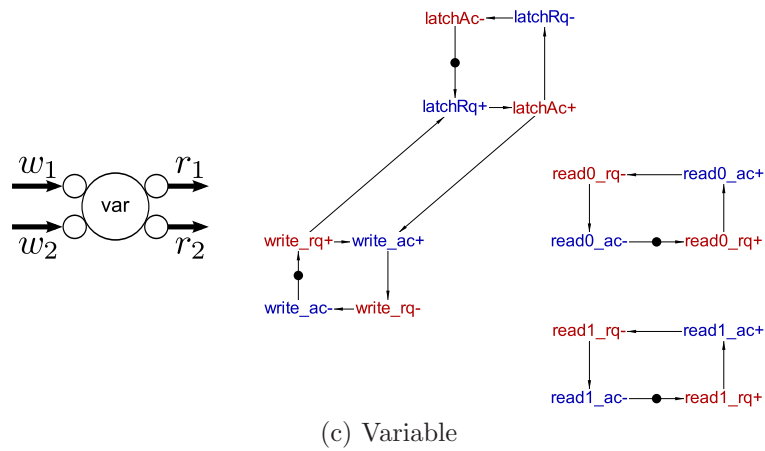 latchAc- latchRq-
latchRq+ latchAc+
w1 r1
var
w2 r2
read0_rq- read0_ac+
write_rq+ write_ac+ read0_ac- read0_rq+
write_ac- write_rq-
read1_rq- read1_ac+
read1_ac- read1_rq+
(c) Variable